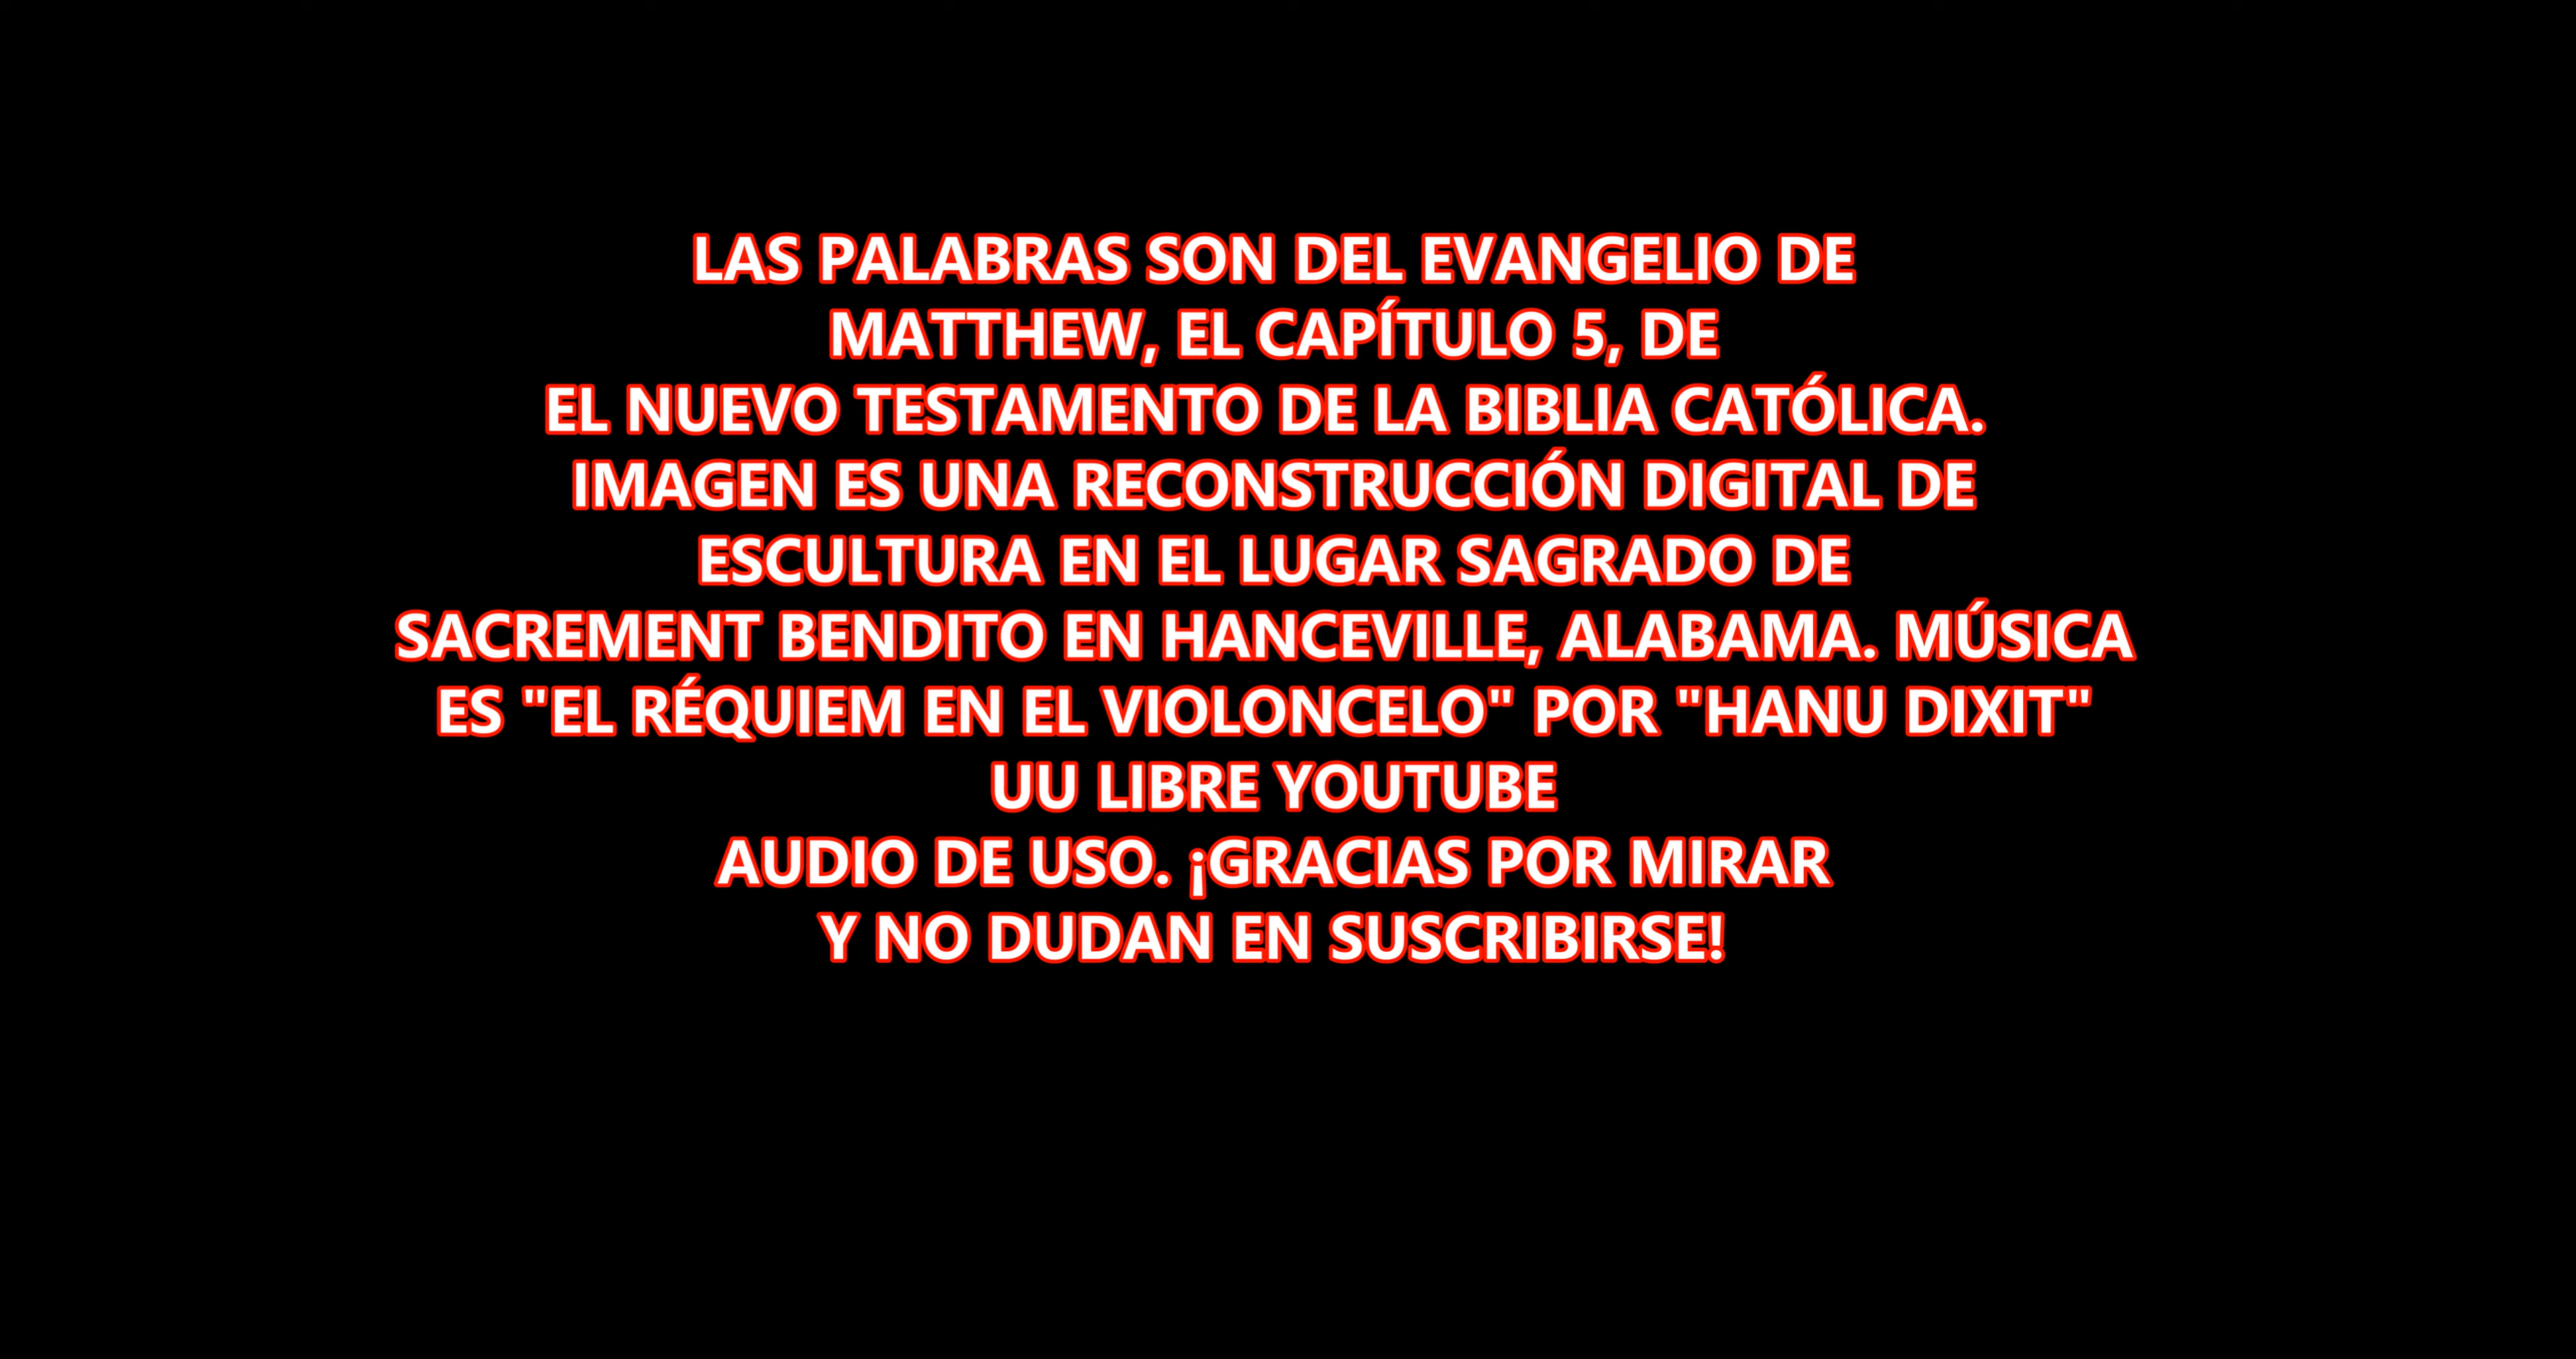 LAS PALABRAS SON DEL EVANGELIO DE
MATTHEW, EL CAPÍTULO 5, DE
EL NUEVO TESTAMENTO DE LA BIBLIA CATÓLICA.
IMAGEN ES UNA RECONSTRUCCIÓN DIGITAL DE
ESCULTURA EN EL LUGAR SAGRADO DE
SACREMENT BENDITO EN HANCEVILLE, ALABAMA. MÚSICA
ES "EL RÉQUIEM EN EL VIOLONCELO" POR "HANU DIXIT"
UU LIBRE YOUTUBE
AUDIO DE USO. ¡GRACIAS POR MIRAR
Y NO DUDAN EN SUSCRIBIRSE!